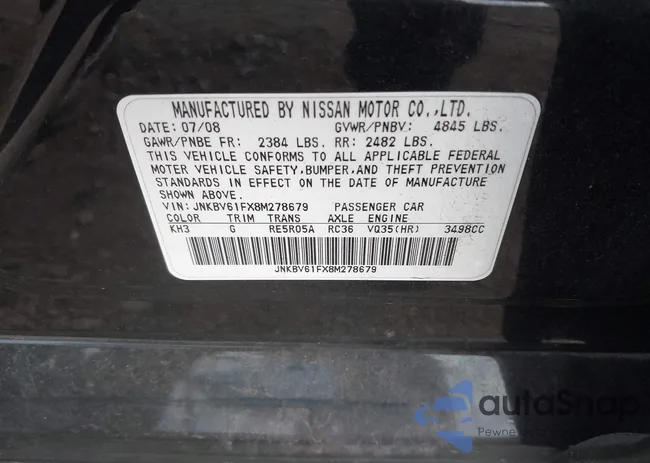 MANUFACTURED BY NISSAN MOTOR CO.,LTD.
DATE: 07/08 GVWR/PNBV: 4845 LBS.
GAWR/PNBE FR: 2384 LBS. RR: 2482 LBS.
THIS VEHICLE CONFORMS TO ALL APPLICABLE FEDERAL
MOTOR VEHICLE SAFETY,BUMPER,AND THEFT PREVENTION
STANDARDS IN EFFECT ON THE DATE OF MANUFACTURE
SHOWN ABOVE.
VIN: JNKBV61FX8M278679 PASSENGER CAR
COLOR TRIM TRANS AXLE ENGINE
KH3 G RE5R05A RC36 VQ35(HR) 3498CC
JNKBV61FX8M278679
autoSnap